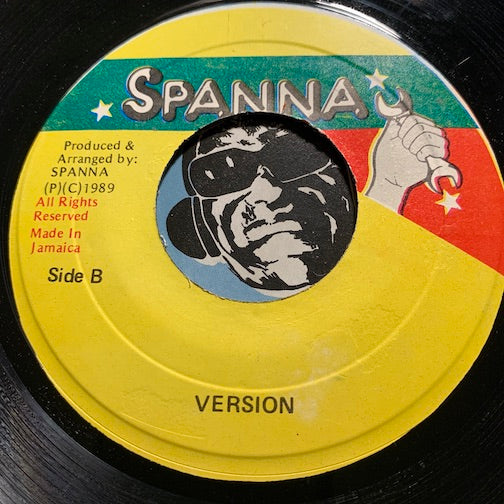 SPANNA
Produced &
Arranged by:
SPANNA
(P)(C)1989
All Rights
Reserved
Made In
Jamaica
Side B
VERSION